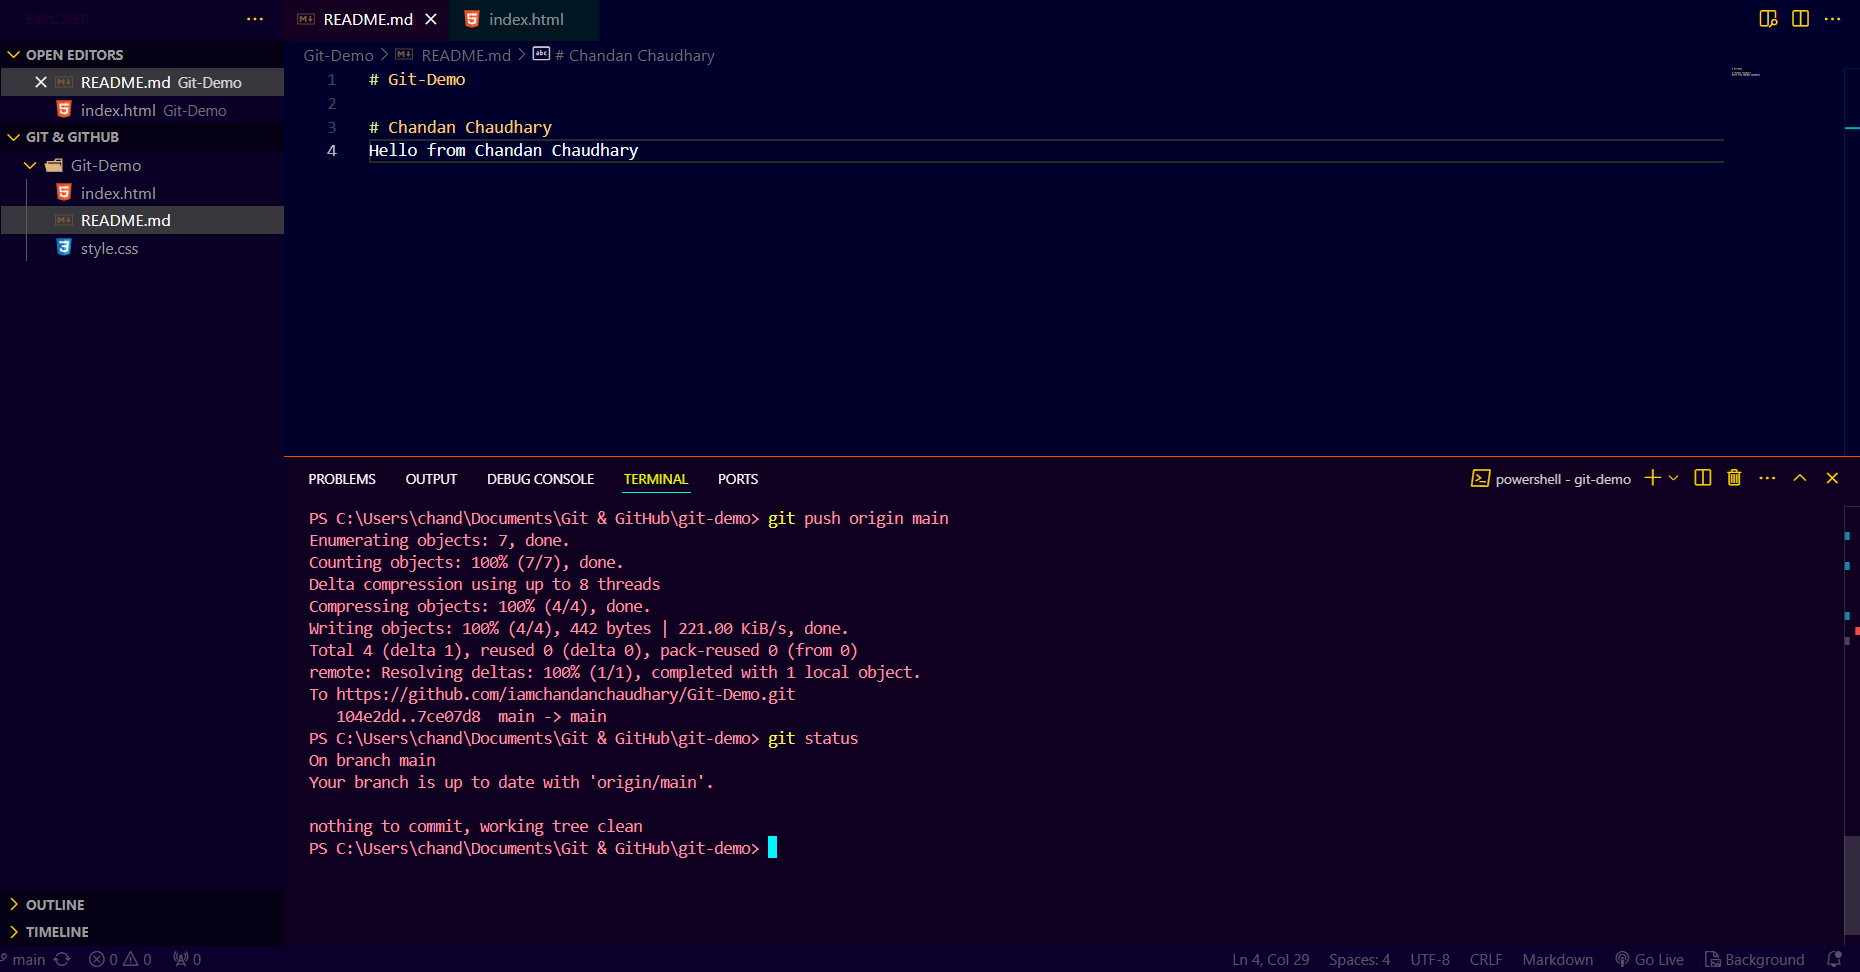 EXPLORER
OPEN EDITORS
README.md Git-Demo
index.html Git-Demo
GIT & GITHUB
Git-Demo
index.html
README.md
style.css
OUTLINE
TIMELINE
README.md
index.html
Git-Demo > README.md > # Chandan Chaudhary
1 # Git-Demo
2
3 # Chandan Chaudhary
4 Hello from Chandan Chaudhary
PROBLEMS OUTPUT DEBUG CONSOLE TERMINAL PORTS
powershell - git-demo
PS C:\Users\chand\Documents\Git & GitHub\git-demo> git push origin main
Enumerating objects: 7, done.
Counting objects: 100% (7/7), done.
Delta compression using up to 8 threads
Compressing objects: 100% (4/4), done.
Writing objects: 100% (4/4), 442 bytes | 221.00 KiB/s, done.
Total 4 (delta 1), reused 0 (delta 0), pack-reused 0 (from 0)
remote: Resolving deltas: 100% (1/1), completed with 1 local object.
To https://github.com/iamchandanchaudhary/Git-Demo.git
   104e2dd..7ce07d8  main -> main
PS C:\Users\chand\Documents\Git & GitHub\git-demo> git status
On branch main
Your branch is up to date with 'origin/main'.
nothing to commit, working tree clean
PS C:\Users\chand\Documents\Git & GitHub\git-demo>
main 0 0 0 Ln 4, Col 29 Spaces: 4 UTF-8 CRLF Markdown Go Live Background